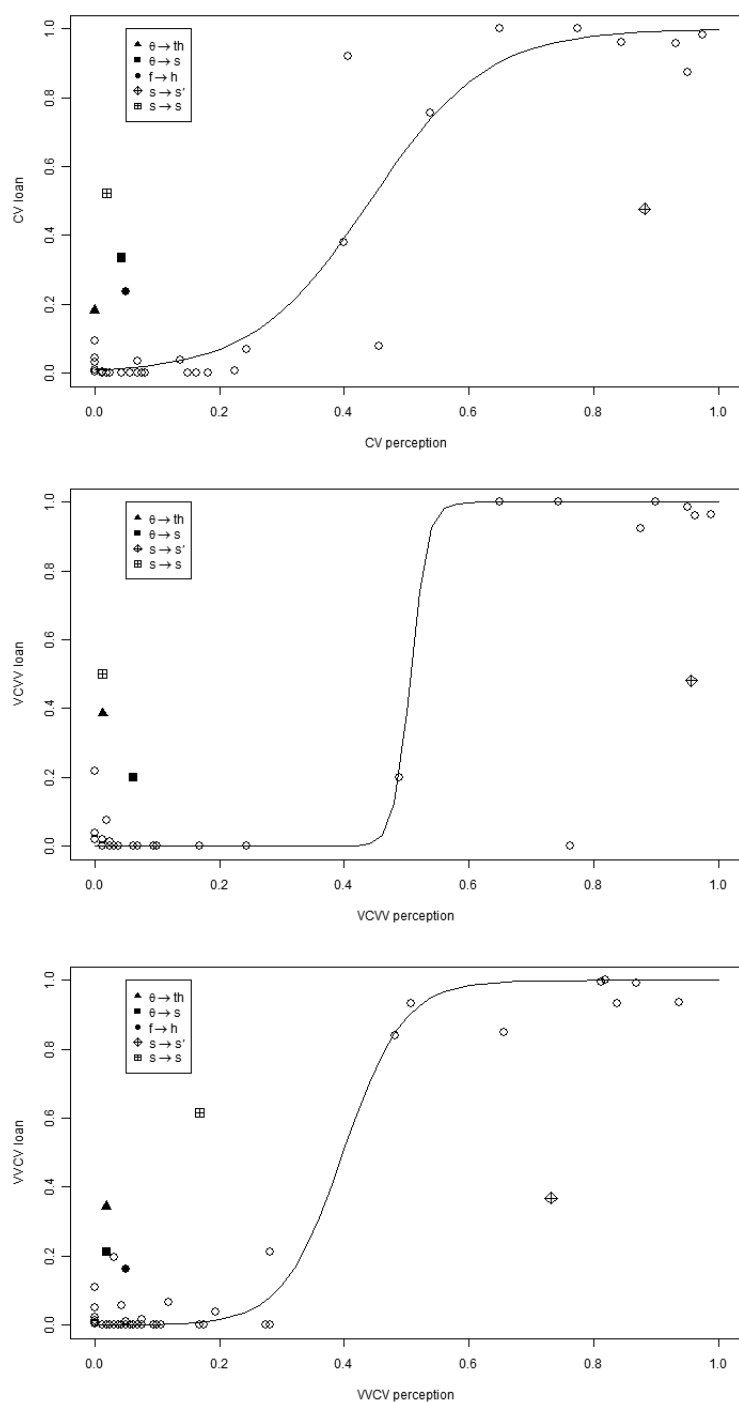 θ → th
θ → s
f → h
s → s'
s → s
0.0 0.2 0.4 0.6 0.8 1.0
CV loan
0.0 0.2 0.4 0.6 0.8 1.0
CV perception
θ → th
θ → s
s → s'
s → s
0.0 0.2 0.4 0.6 0.8 1.0
VCVV loan
0.0 0.2 0.4 0.6 0.8 1.0
VCVV perception
θ → th
θ → s
f → h
s → s'
s → s
0.0 0.2 0.4 0.6 0.8 1.0
VVCV loan
0.0 0.2 0.4 0.6 0.8 1.0
VVCV perception